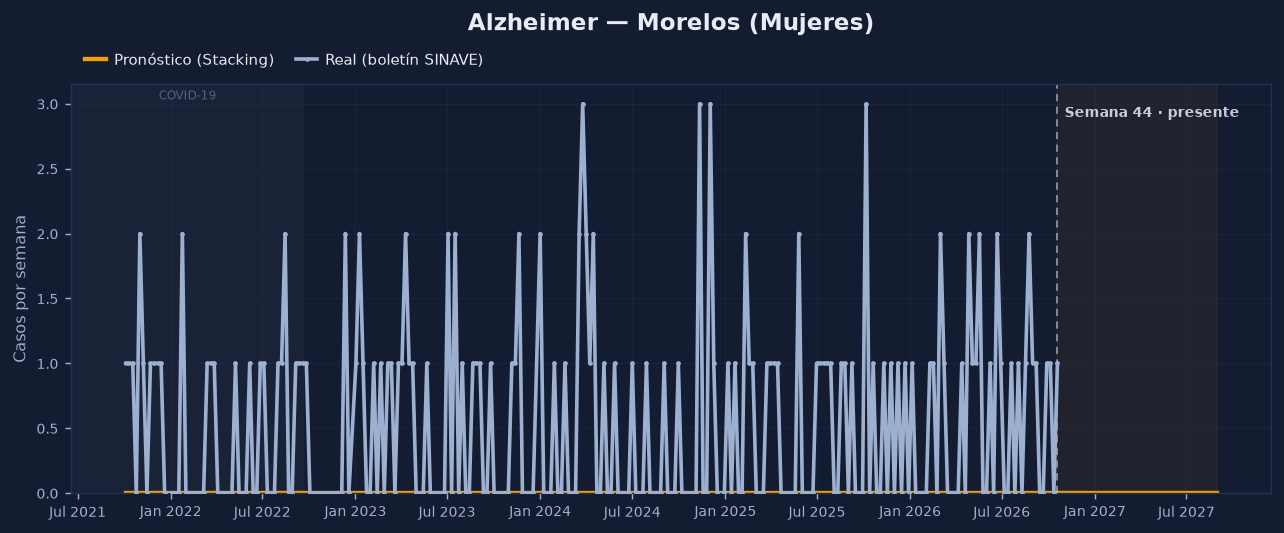 Alzheimer — Morelos (Mujeres)
Pronóstico (Stacking) Real (boletín SINAVE)
COVID-19
Semana 44 · presente
Casos por semana
3.0
2.5
2.0
1.5
1.0
0.5
0.0
Jul 2021 Jan 2022 Jul 2022 Jan 2023 Jul 2023 Jan 2024 Jul 2024 Jan 2025 Jul 2025 Jan 2026 Jul 2026 Jan 2027 Jul 2027